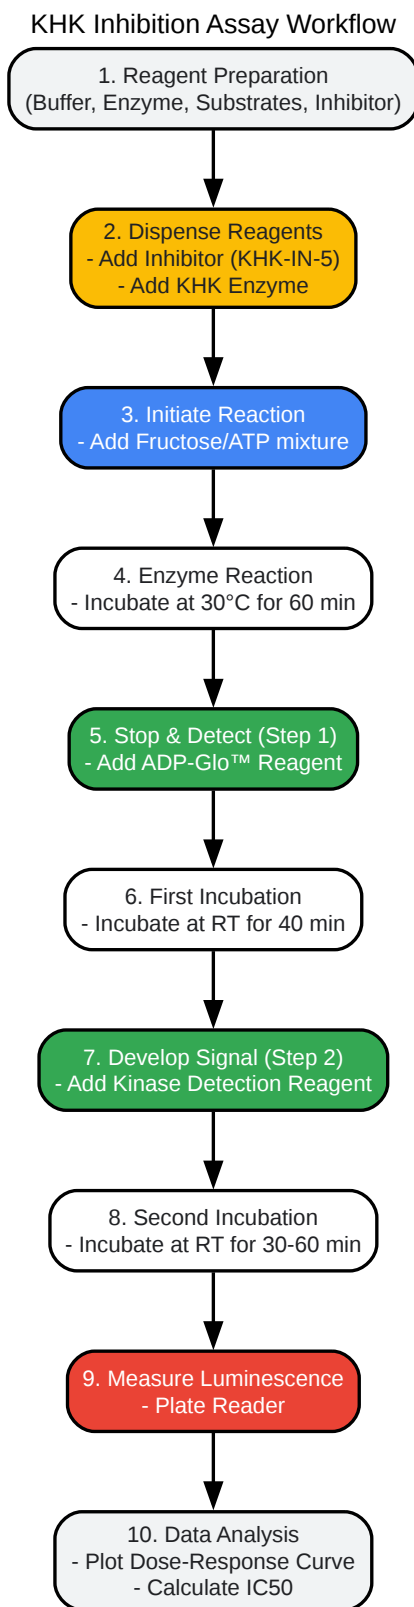 KHK Inhibition Assay Workflow
1. Reagent Preparation
(Buffer, Enzyme, Substrates, Inhibitor)
2. Dispense Reagents
- Add Inhibitor (KHK-IN-5)
- Add KHK Enzyme
3. Initiate Reaction
- Add Fructose/ATP mixture
4. Enzyme Reaction
- Incubate at 30°C for 60 min
5. Stop & Detect (Step 1)
- Add ADP-Glo™ Reagent
6. First Incubation
- Incubate at RT for 40 min
7. Develop Signal (Step 2)
- Add Kinase Detection Reagent
8. Second Incubation
- Incubate at RT for 30-60 min
9. Measure Luminescence
- Plate Reader
10. Data Analysis
- Plot Dose-Response Curve
- Calculate IC50